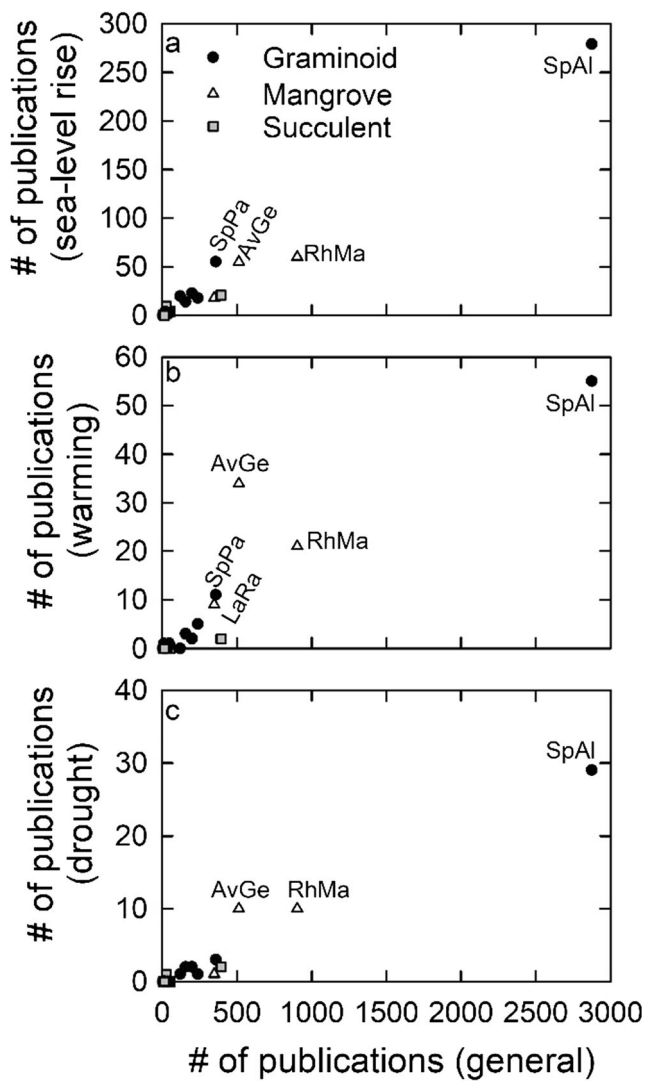 a
Graminoid
Mangrove
Succulent
SpAl
SpPa
AvGe
RhMa
300
250
200
150
100
50
0
# of publications
(sea-level rise)
b
SpAl
AvGe
RhMa
SpPa
LaRa
60
50
40
30
20
10
0
# of publications
(warming)
c
SpAl
AvGe
RhMa
40
30
20
10
0
# of publications
(drought)
0 500 1000 1500 2000 2500 3000
# of publications (general)